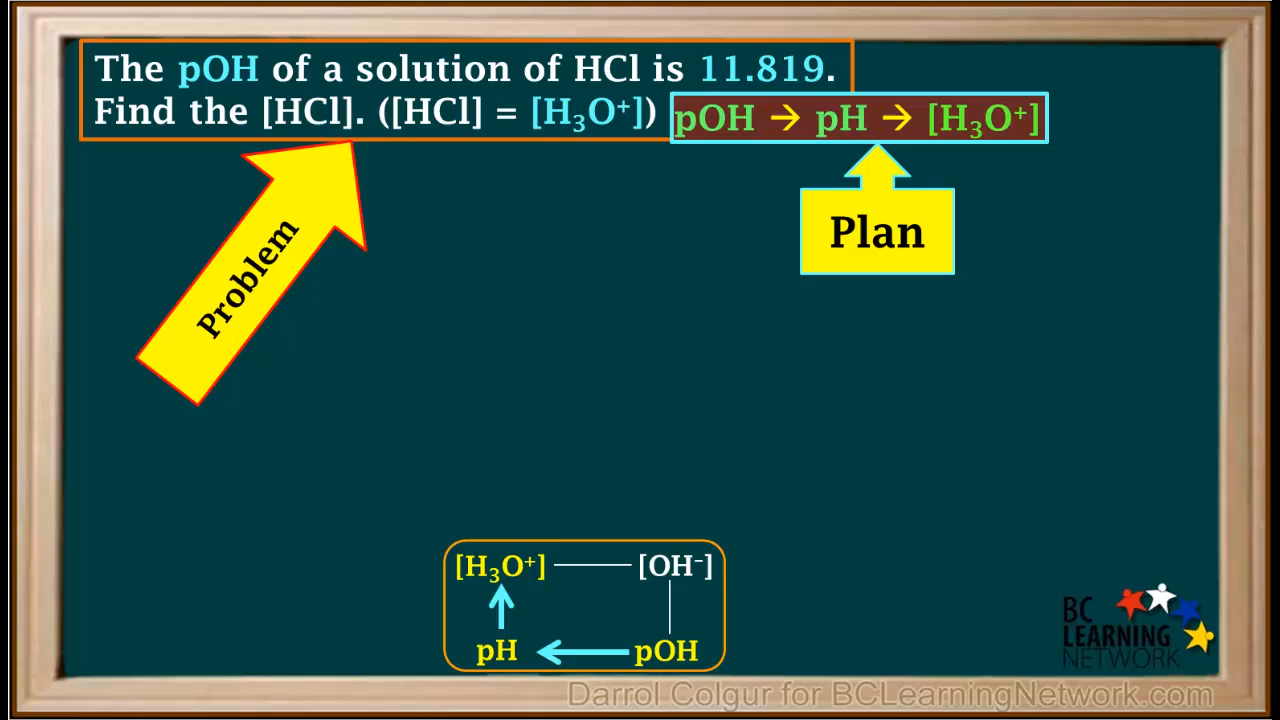 The pOH of a solution of HCl is 11.819.
Find the [HCl]. ([HCl] = [H₃O⁺])
pOH → pH → [H₃O⁺]
Problem
Plan
[H₃O⁺] [OH⁻]
pH pOH
BC
LEARNING
NETWORK
Darrol Colgur for BCLearningNetwork.com